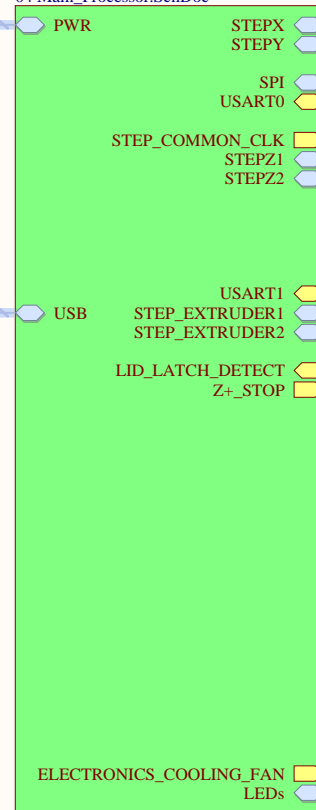 PWR STEPX
STEPY
SPI
USART0
STEP_COMMON_CLK
STEPZ1
STEPZ2
USART1
USB STEP_EXTRUDER1
STEP_EXTRUDER2
LID_LATCH_DETECT
Z+_STOP
ELECTRONICS_COOLING_FAN
LEDs